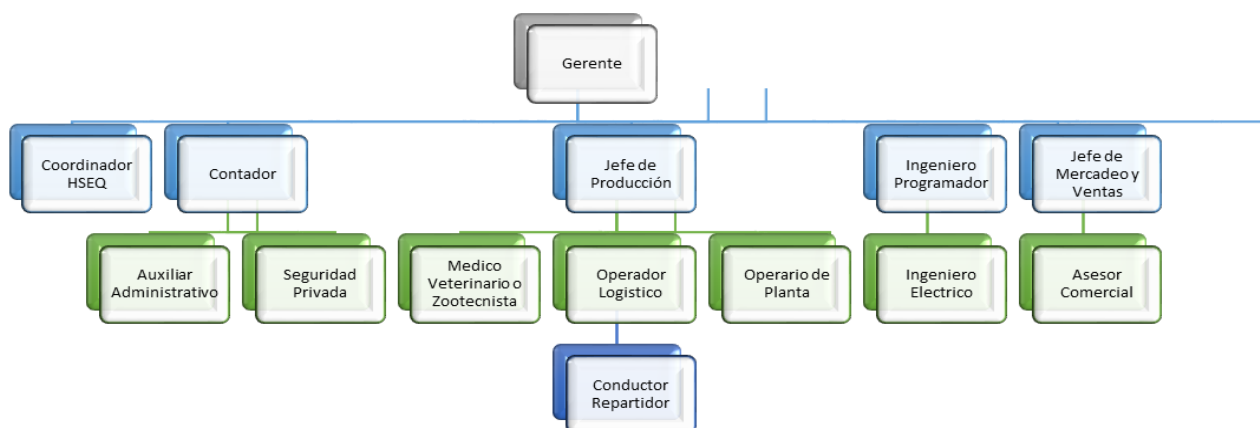 Gerente
Coordinador
HSEQ
Contador
Jefe de
Producción
Ingeniero
Programador
Jefe de
Mercadeo y
Ventas
Auxiliar
Administrativo
Seguridad
Privada
Medico
Veterinario o
Zootecnista
Operador
Logistico
Operario de
Planta
Ingeniero
Electrico
Asesor
Comercial
Conductor
Repartidor